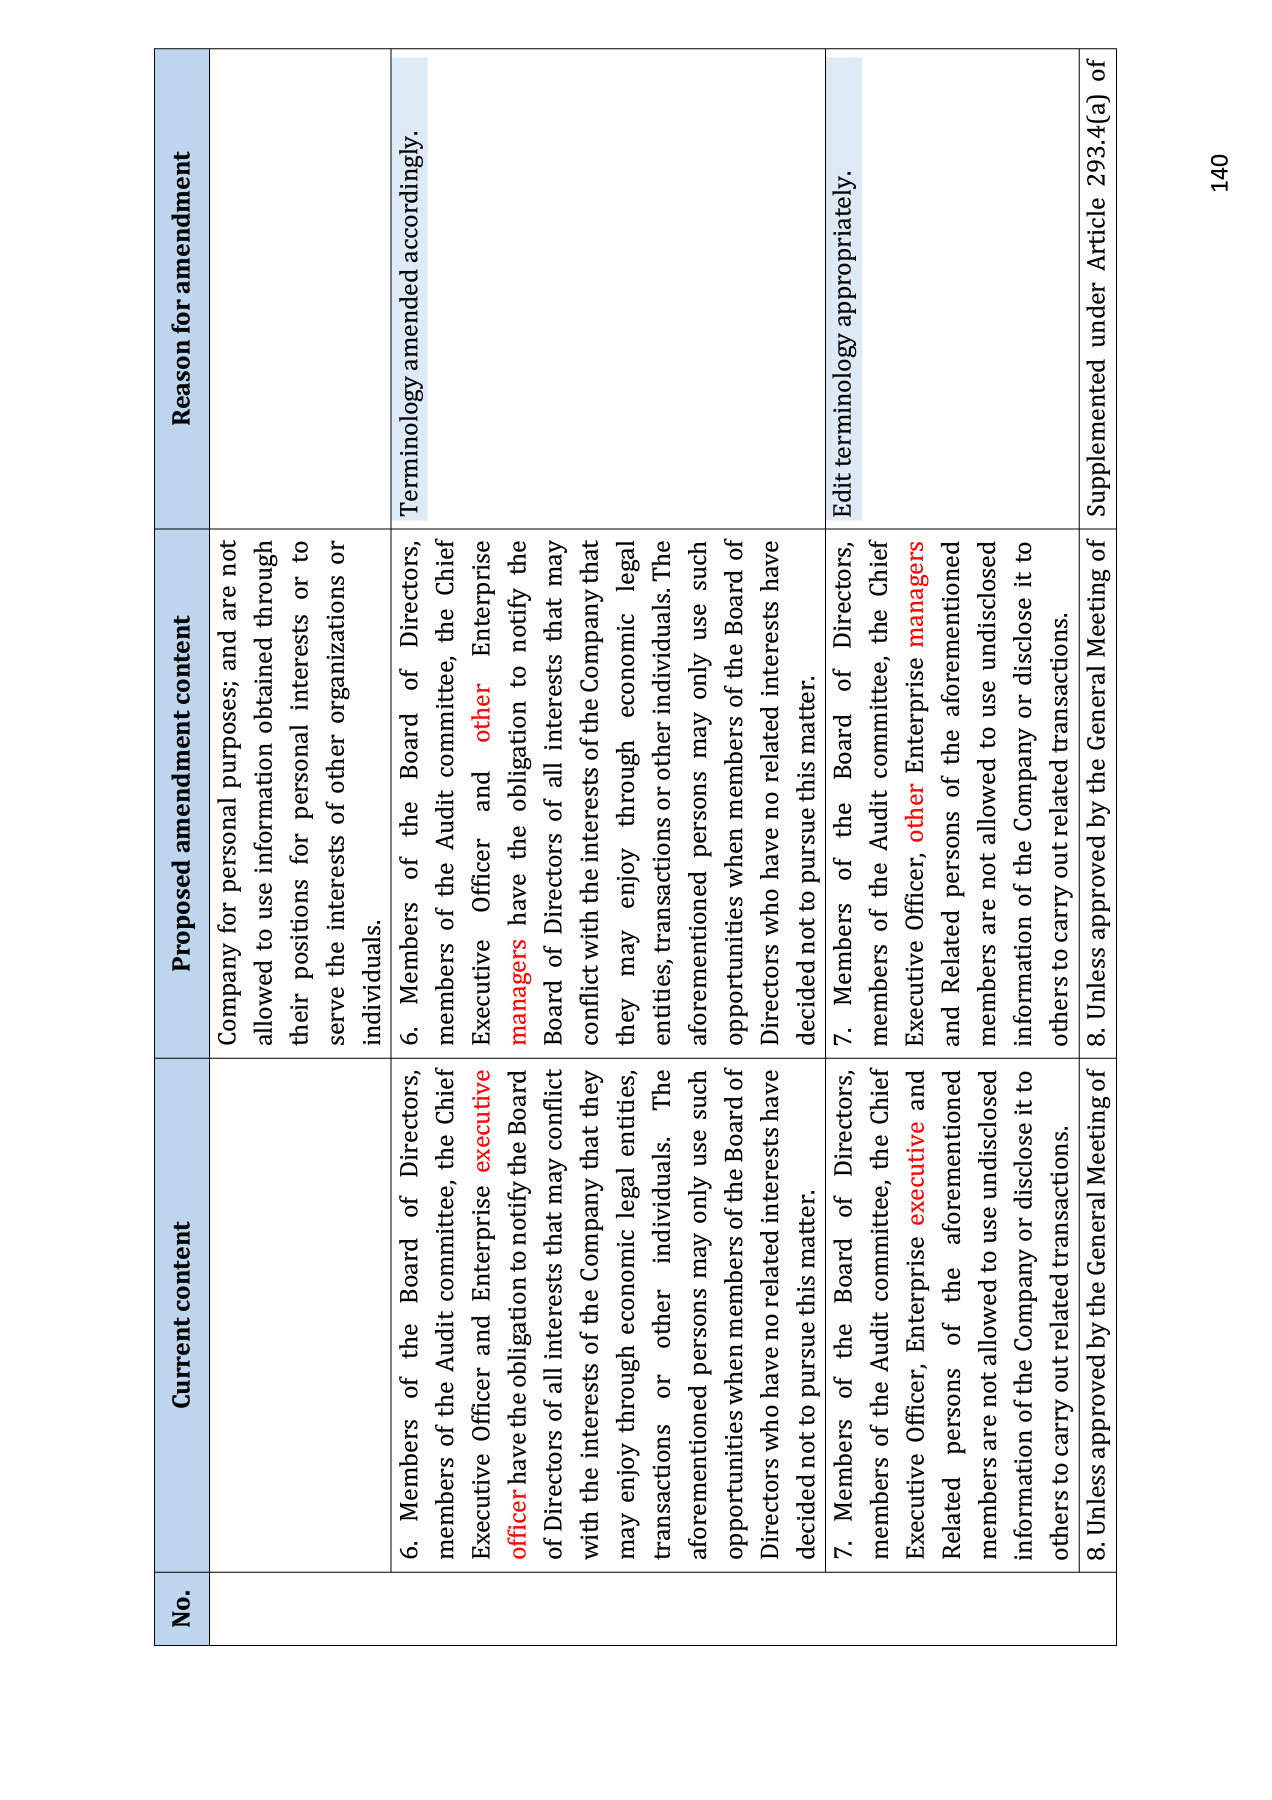 No.
Current content
Proposed amendment content
Reason for amendment
Company for personal purposes; and are not
allowed to use information obtained through
their positions for personal interests or to
serve the interests of other organizations or
individuals.
6. Members of the Board of Directors,
members of the Audit committee, the Chief
Executive Officer and Enterprise executive
officer have the obligation to notify the Board
of Directors of all interests that may conflict
with the interests of the Company that they
may enjoy through economic legal entities,
transactions or other individuals. The
aforementioned persons may only use such
opportunities when members of the Board of
Directors who have no related interests have
decided not to pursue this matter.
6. Members of the Board of Directors,
members of the Audit committee, the Chief
Executive Officer and other Enterprise
managers have the obligation to notify the
Board of Directors of all interests that may
conflict with the interests of the Company that
they may enjoy through economic legal
entities, transactions or other individuals. The
aforementioned persons may only use such
opportunities when members of the Board of
Directors who have no related interests have
decided not to pursue this matter.
Terminology amended accordingly.
7. Members of the Board of Directors,
members of the Audit committee, the Chief
Executive Officer, Enterprise executive and
Related persons of the aforementioned
members are not allowed to use undisclosed
information of the Company or disclose it to
others to carry out related transactions.
7. Members of the Board of Directors,
members of the Audit committee, the Chief
Executive Officer, other Enterprise managers
and Related persons of the aforementioned
members are not allowed to use undisclosed
information of the Company or disclose it to
others to carry out related transactions.
Edit terminology appropriately.
8. Unless approved by the General Meeting of
8. Unless approved by the General Meeting of
Supplemented under Article 293.4(a) of
140